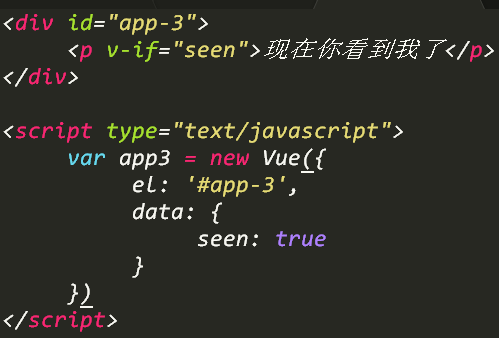 <div id="app-3">
    <p v-if="seen">现在你看到我了</p>
</div>

<script type="text/javascript">
    var app3 = new Vue({
        el: '#app-3',
        data: {
            seen: true
        }
    })
</script>